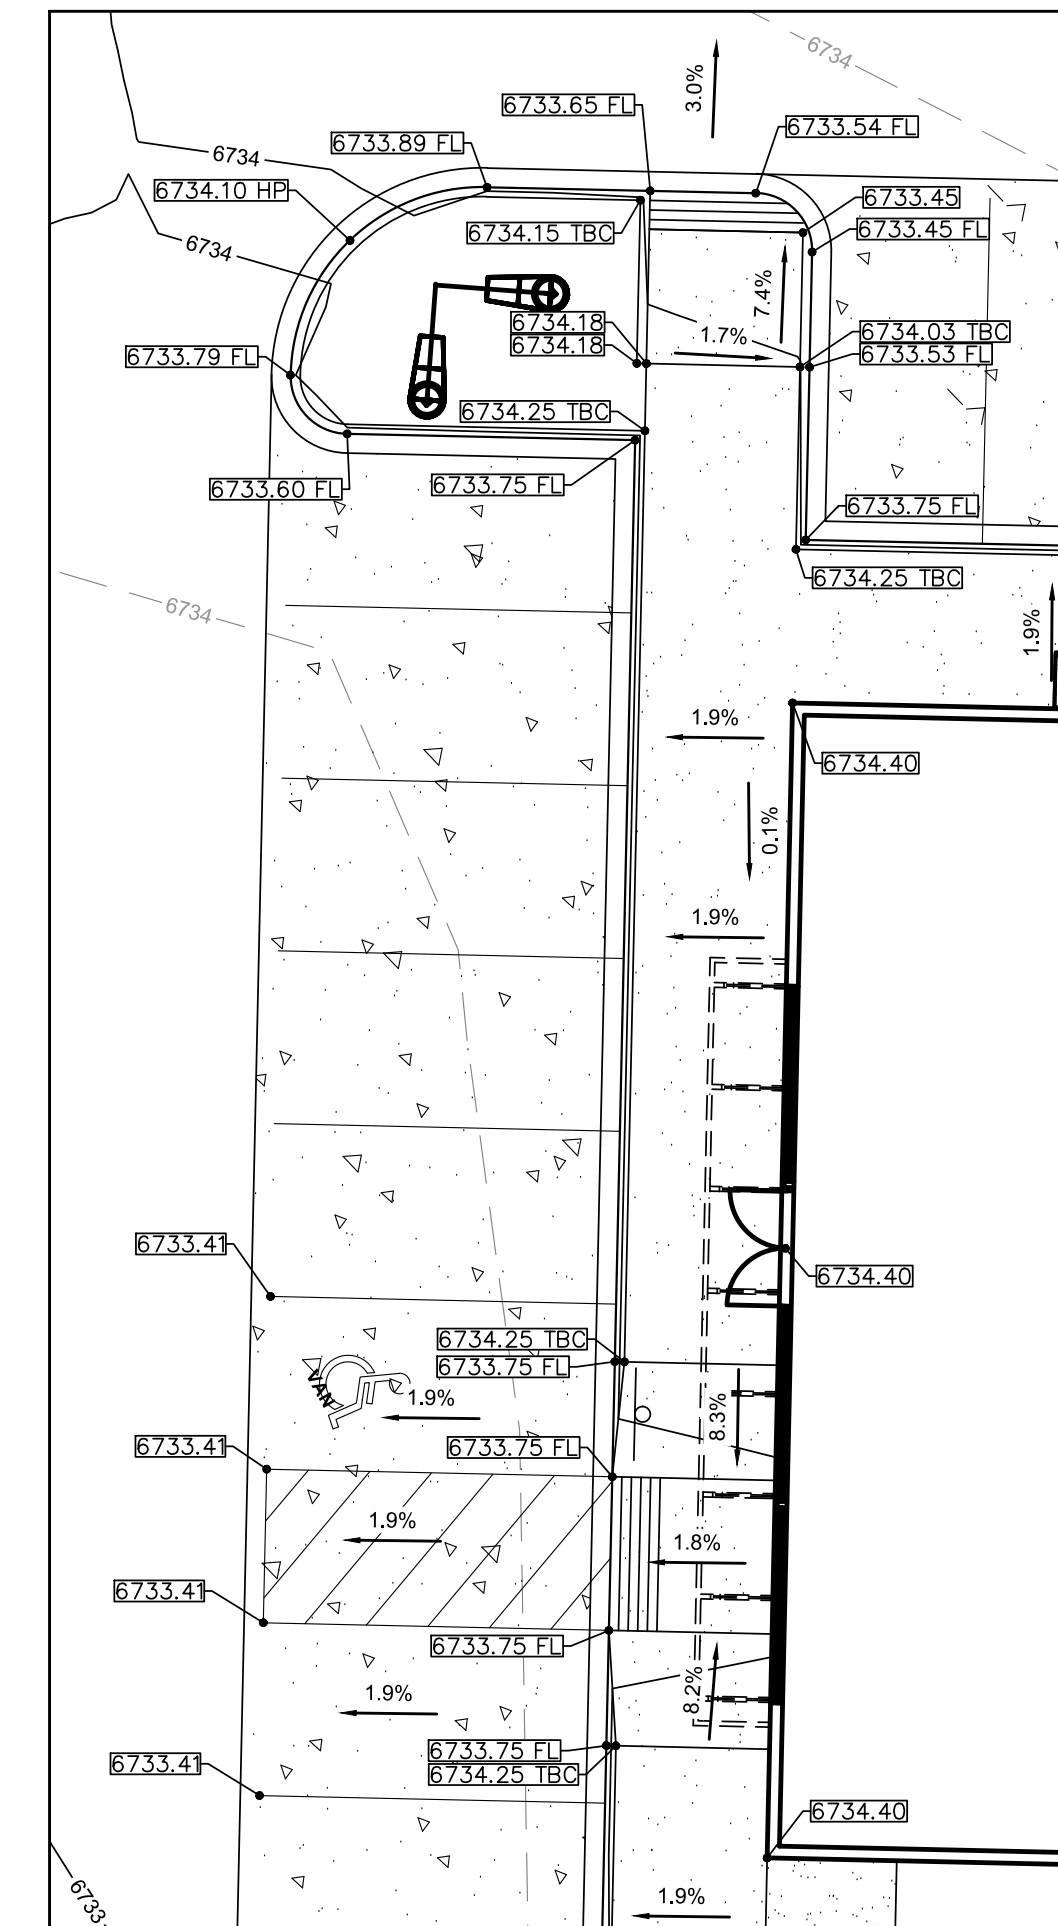 6734
3.0%
6733.65 FL
6733.54 FL
6733.89 FL
6734
6734.10 HP
6733.45
6734.15 TBC
6733.45 FL
6734
7.4%
6734.18
1.7%
6734.03 TBC
6734.18
6733.53 FL
6733.79 FL
6734.25 TBC
6733.60 FL
6733.75 FL
6733.75 FL
6734.25 TBC
6734
1.9%
1.9%
6734.40
0.1%
1.9%
6733.41
6734.40
6734.25 TBC
6733.75 FL
VAN
1.9%
8.3%
6733.41
6733.75 FL
1.9%
1.8%
6733.41
6733.75 FL
1.9%
8.2%
6733.75 FL
6733.41
6734.25 TBC
6734.40
6733
1.9%